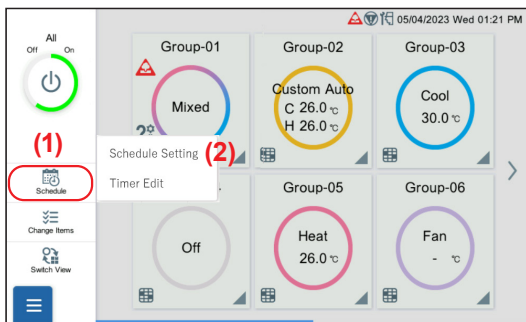 05/04/2023 Wed 01:21 PM
All
Off On
Group-01
Mixed
Group-02
Custom Auto
C 26.0 ℃
H 26.0 ℃
Group-03
Cool
30.0 ℃
(1)
Schedule
Schedule Setting (2)
Timer Edit
Change Items
Switch View
Off
Group-05
Heat
26.0 ℃
Group-06
Fan
- ℃